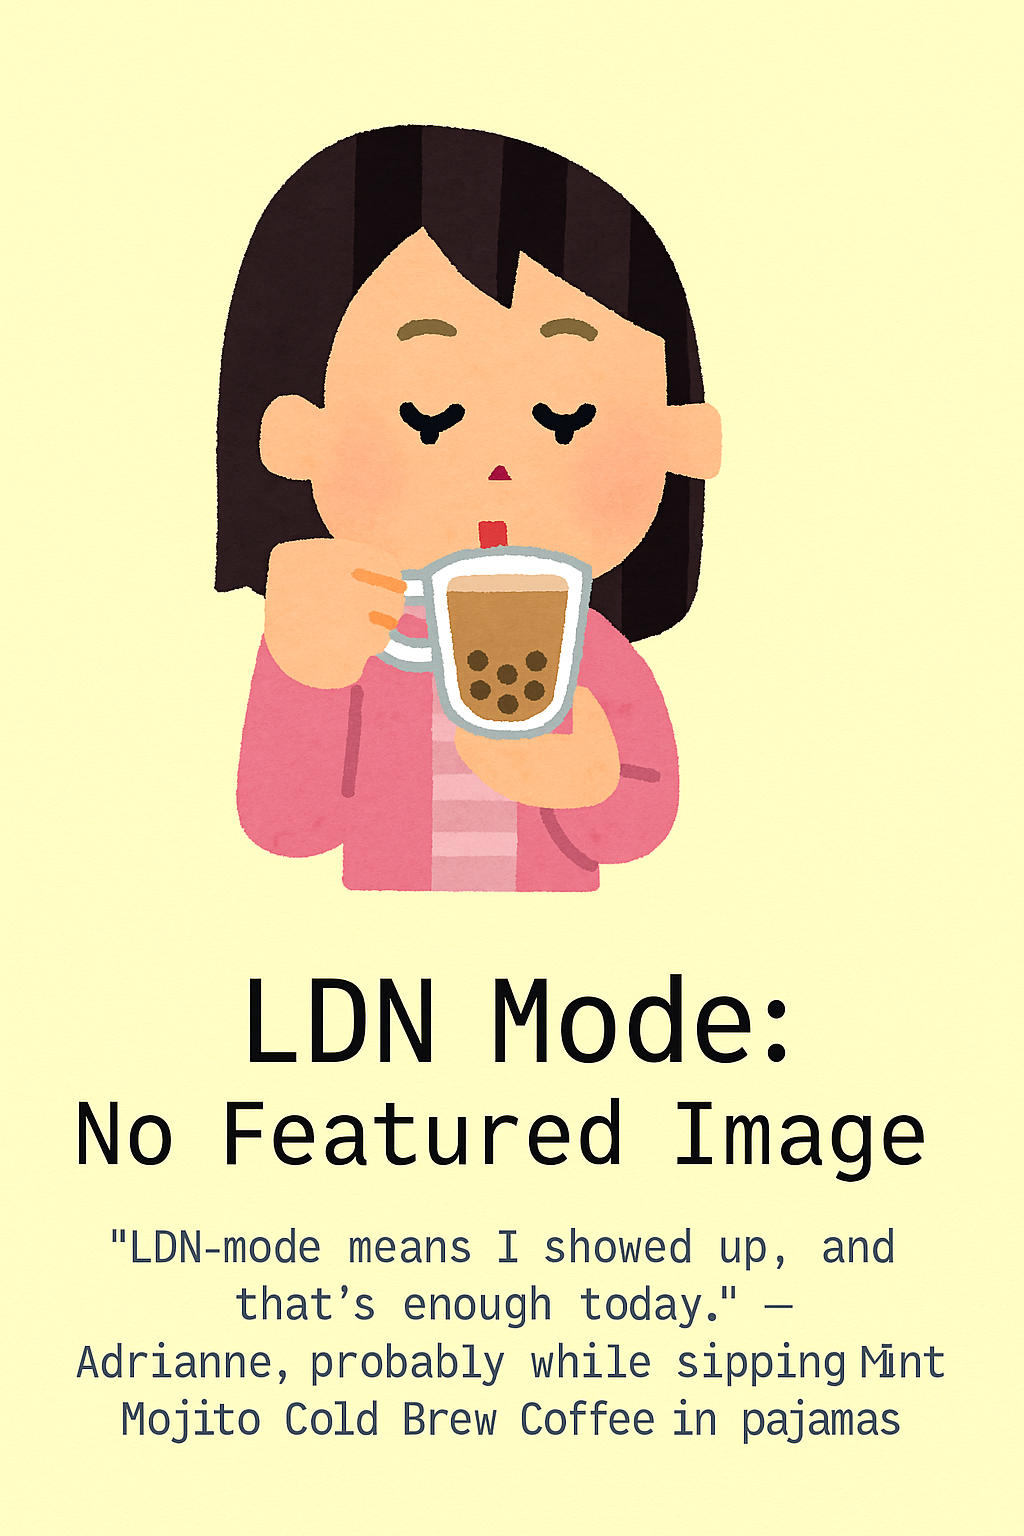 LDN Mode:
No Featured Image
"LDN-mode means I showed up, and
that’s enough today." —
Adrianne, probably while sipping Mint
Mojito Cold Brew Coffee in pajamas